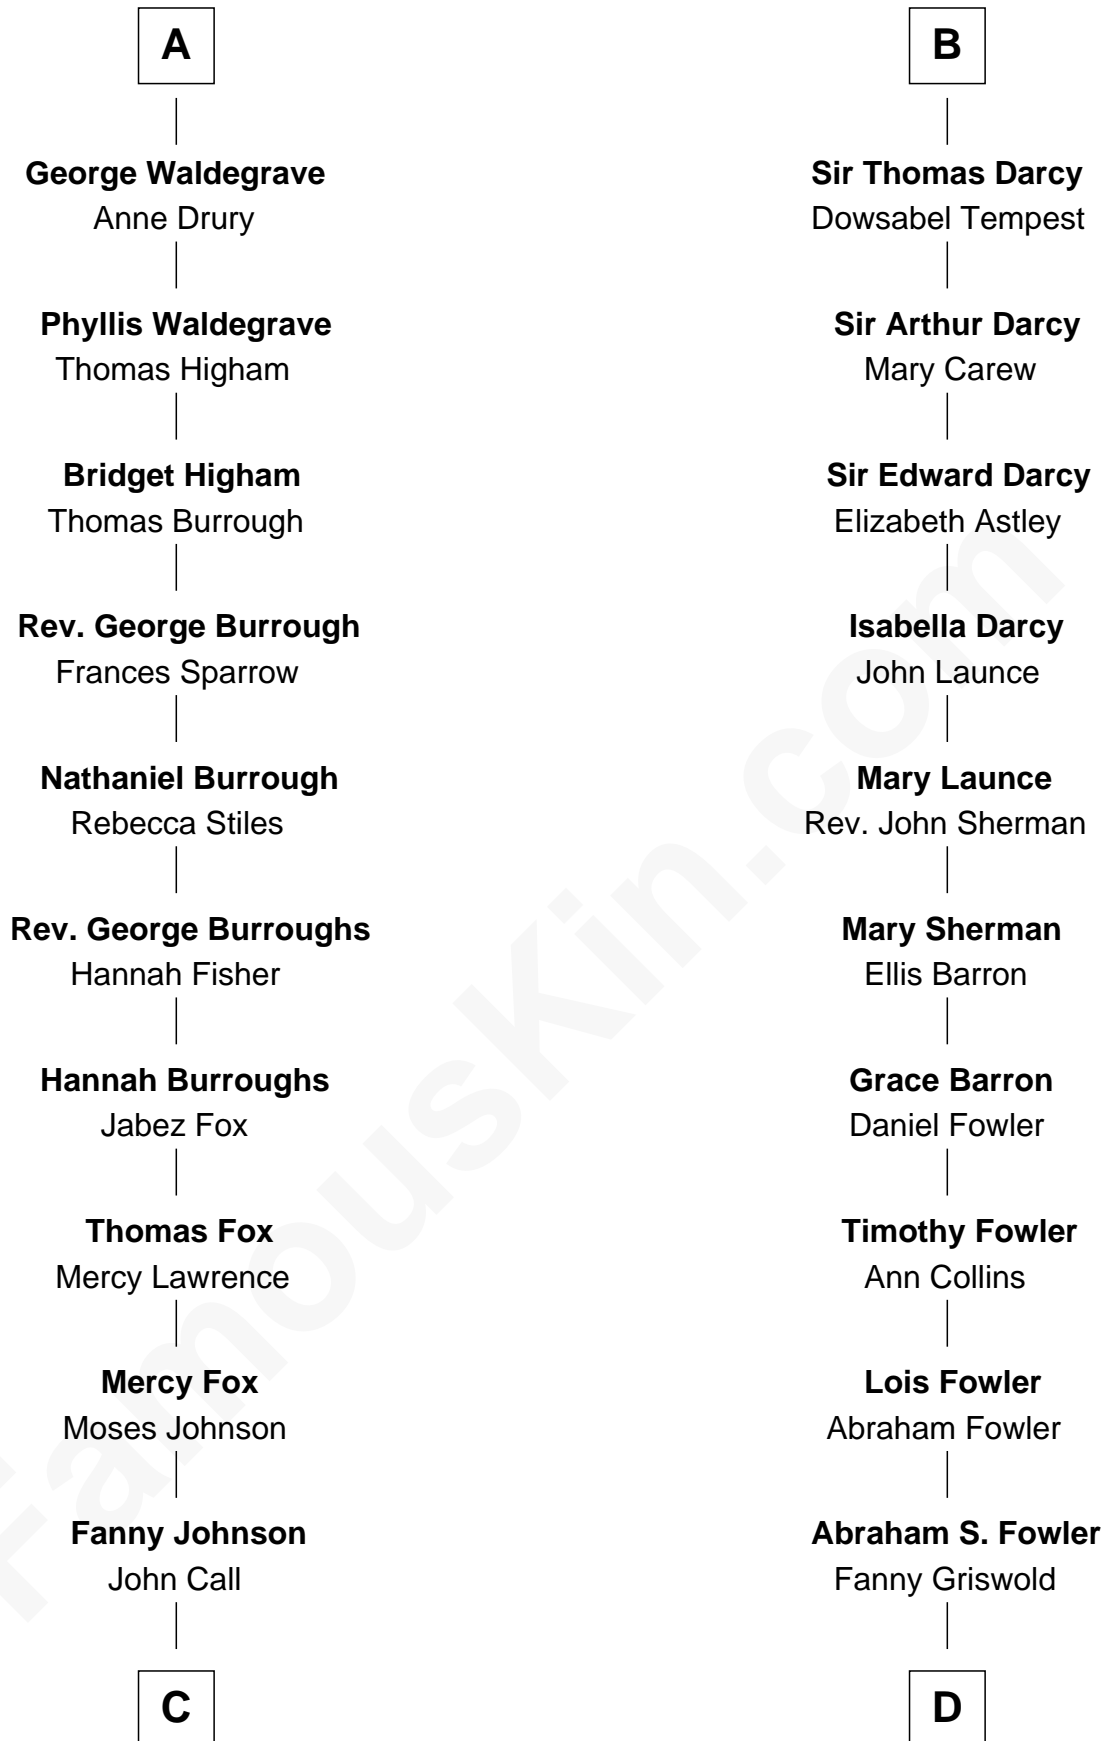 A
George Waldegrave
Anne Drury
Phyllis Waldegrave
Thomas Higham
Bridget Higham
Thomas Burrough
Rev. George Burrough
Frances Sparrow
Nathaniel Burrough
Rebecca Stiles
Rev. George Burroughs
Hannah Fisher
Hannah Burroughs
Jabez Fox
Thomas Fox
Mercy Lawrence
Mercy Fox
Moses Johnson
Fanny Johnson
John Call
C
B
Sir Thomas Darcy
Dowsabel Tempest
Sir Arthur Darcy
Mary Carew
Sir Edward Darcy
Elizabeth Astley
Isabella Darcy
John Launce
Mary Launce
Rev. John Sherman
Mary Sherman
Ellis Barron
Grace Barron
Daniel Fowler
Timothy Fowler
Ann Collins
Lois Fowler
Abraham Fowler
Abraham S. Fowler
Fanny Griswold
D
FamousKin.com